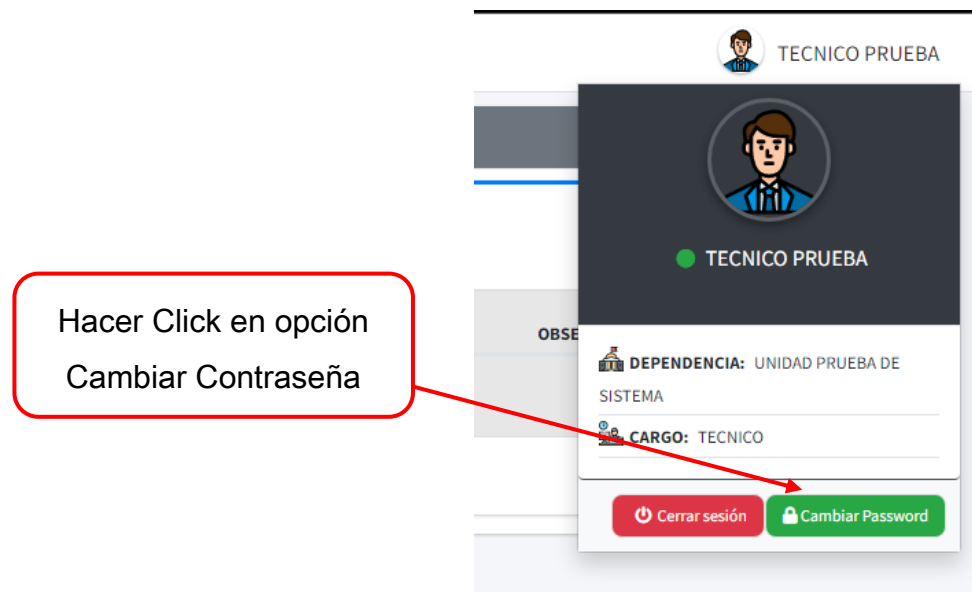 TECNICO PRUEBA
TECNICO PRUEBA
Hacer Click en opción
Cambiar Contraseña
OBSE
DEPENDENCIA: UNIDAD PRUEBA DE
SISTEMA
CARGO: TECNICO
Cerrar sesión
Cambiar Password